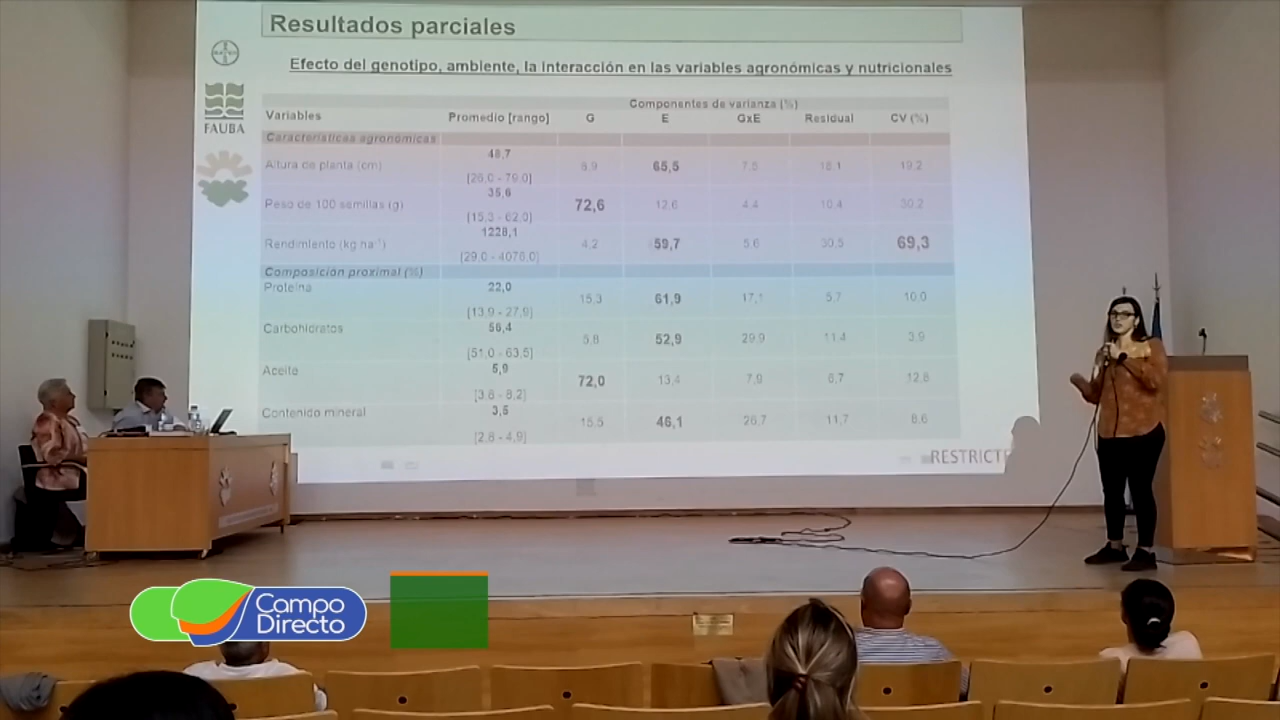 Resultados parciales
Efecto del genotipo, ambiente, la interacción en las variables agronómicas y nutricionales
BAYER
FAUBA
Componentes de varianza (%)
Variables Promedio [rango] G E GxE Residual CV (%)
Características agronómicas
Altura de planta (cm) 48,7 [26,0 - 79,0] 65,5 19,2
Peso de 100 semillas (g) 35,6 [15,3 - 62,0] 72,6 12,6 4,4 10,4 30,2
Rendimiento (kg ha⁻¹) 1228,1 [29,0 - 4076,0] 4,2 59,7 5,6 30,5 69,3
Composición proximal (%)
Proteína 22,0 [13,9 - 27,9] 15,3 61,9 17,1 5,7 10,0
Carbohidratos 56,4 [51,0 - 63,5] 5,8 52,9 29,9 11,4 3,9
Aceite 5,9 [3,6 - 8,2] 72,0 13,4 7,9 6,7 12,8
Contenido mineral 3,5 [2,8 - 4,9] 15,5 46,1 26,7 11,7 8,6
RESTRICT
Campo
Directo